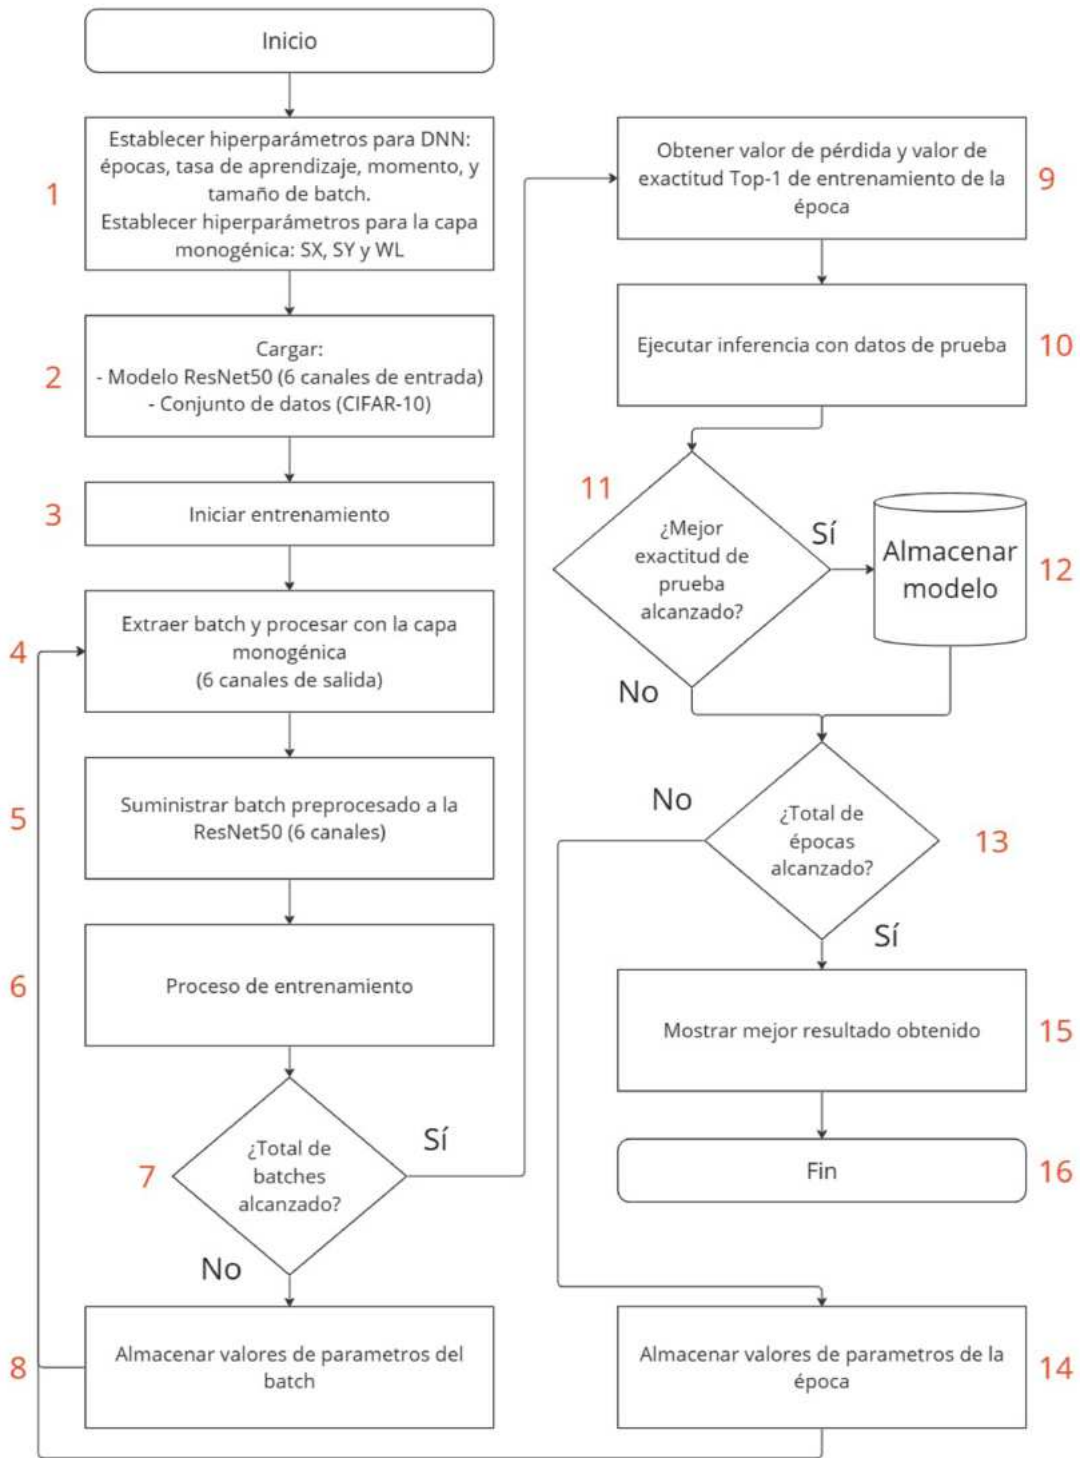 Inicio
1
Establecer hiperparámetros para DNN:
épocas, tasa de aprendizaje, momento, y
tamaño de batch.
Establecer hiperparámetros para la capa
monogénica: SX, SY y WL
2
Cargar:
- Modelo ResNet50 (6 canales de entrada)
- Conjunto de datos (CIFAR-10)
3
Iniciar entrenamiento
4
Extraer batch y procesar con la capa
monogénica
(6 canales de salida)
5
Suministrar batch preprocesado a la
ResNet50 (6 canales)
6
Proceso de entrenamiento
7
¿Total de
batches
alcanzado?
Sí
No
8
Almacenar valores de parametros del
batch
9
Obtener valor de pérdida y valor de
exactitud Top-1 de entrenamiento de la
época
10
Ejecutar inferencia con datos de prueba
11
¿Mejor
exactitud de
prueba
alcanzado?
Sí
No
12
Almacenar
modelo
13
¿Total de
épocas
alcanzado?
No
Sí
15
Mostrar mejor resultado obtenido
16
Fin
14
Almacenar valores de parametros de la
época